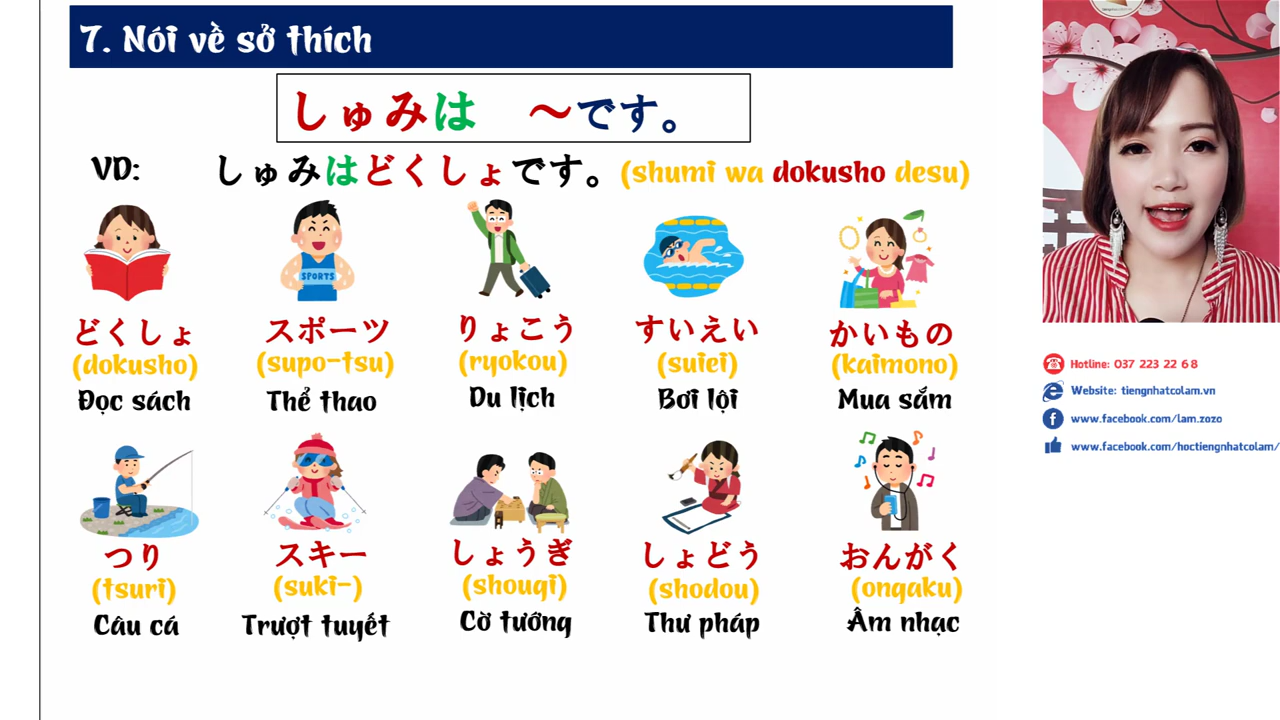 7. Nói về sở thích
しゅみは ～です。
VD: しゅみはどくしょです。 (shumi wa dokusho desu)
SPORTS
どくしょ スポーツ りょこう すいえい かいもの
(dokusho) (supo-tsu) (ryokou) (suiei) (kaimono)
Đọc sách Thể thao Du lịch Bơi lội Mua sắm
つり スキー しょうぎ しょどう おんがく
(tsuri) (suki-) (shougi) (shodou) (ongaku)
Câu cá Trượt tuyết Cờ tướng Thư pháp Âm nhạc
Hotline: 037 223 22 68
Website: tiengnhatcolam.vn
www.facebook.com/lam.zozo
www.facebook.com/hoctiengnhatcolam/